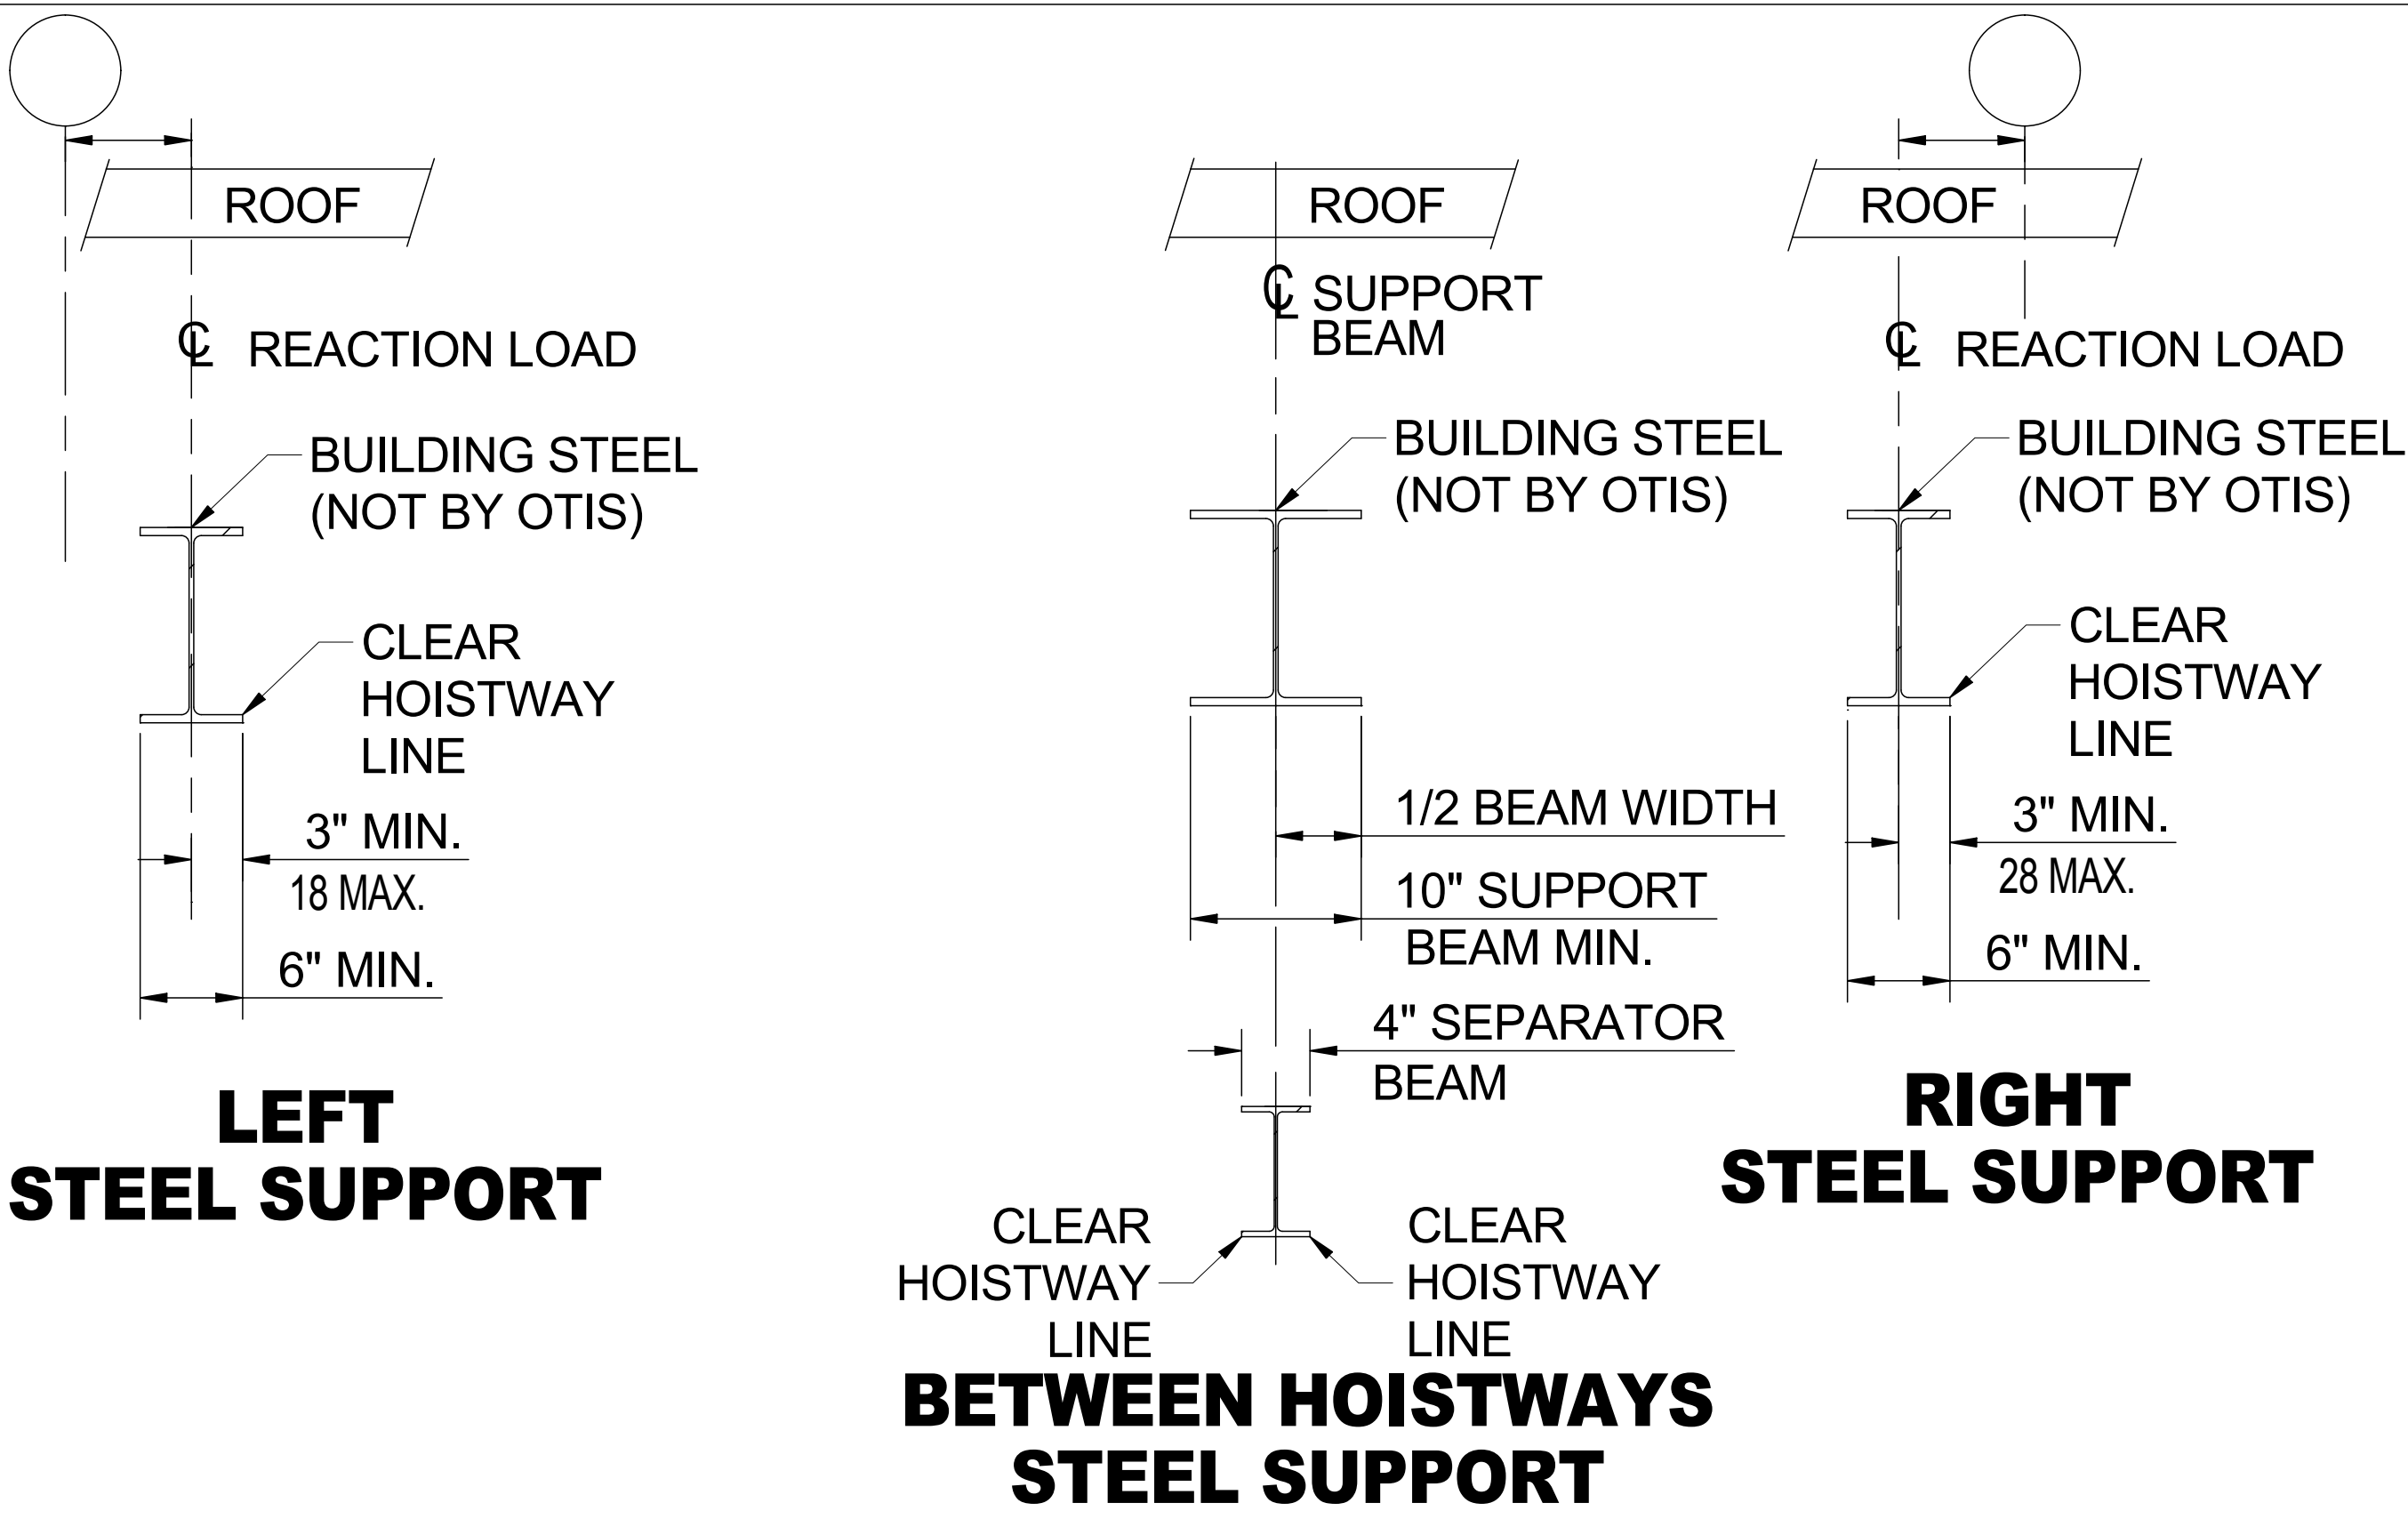 ROOF
℄ REACTION LOAD
BUILDING STEEL
(NOT BY OTIS)
CLEAR
HOISTWAY
LINE
3" MIN.
18 MAX.
6" MIN.
LEFT
STEEL SUPPORT
ROOF
℄ SUPPORT
BEAM
BUILDING STEEL
(NOT BY OTIS)
1/2 BEAM WIDTH
10" SUPPORT
BEAM MIN.
4" SEPARATOR
BEAM
CLEAR
HOISTWAY
LINE
CLEAR
HOISTWAY
LINE
BETWEEN HOISTWAYS
STEEL SUPPORT
ROOF
℄ REACTION LOAD
BUILDING STEEL
(NOT BY OTIS)
CLEAR
HOISTWAY
LINE
3" MIN.
28 MAX.
6" MIN.
RIGHT
STEEL SUPPORT